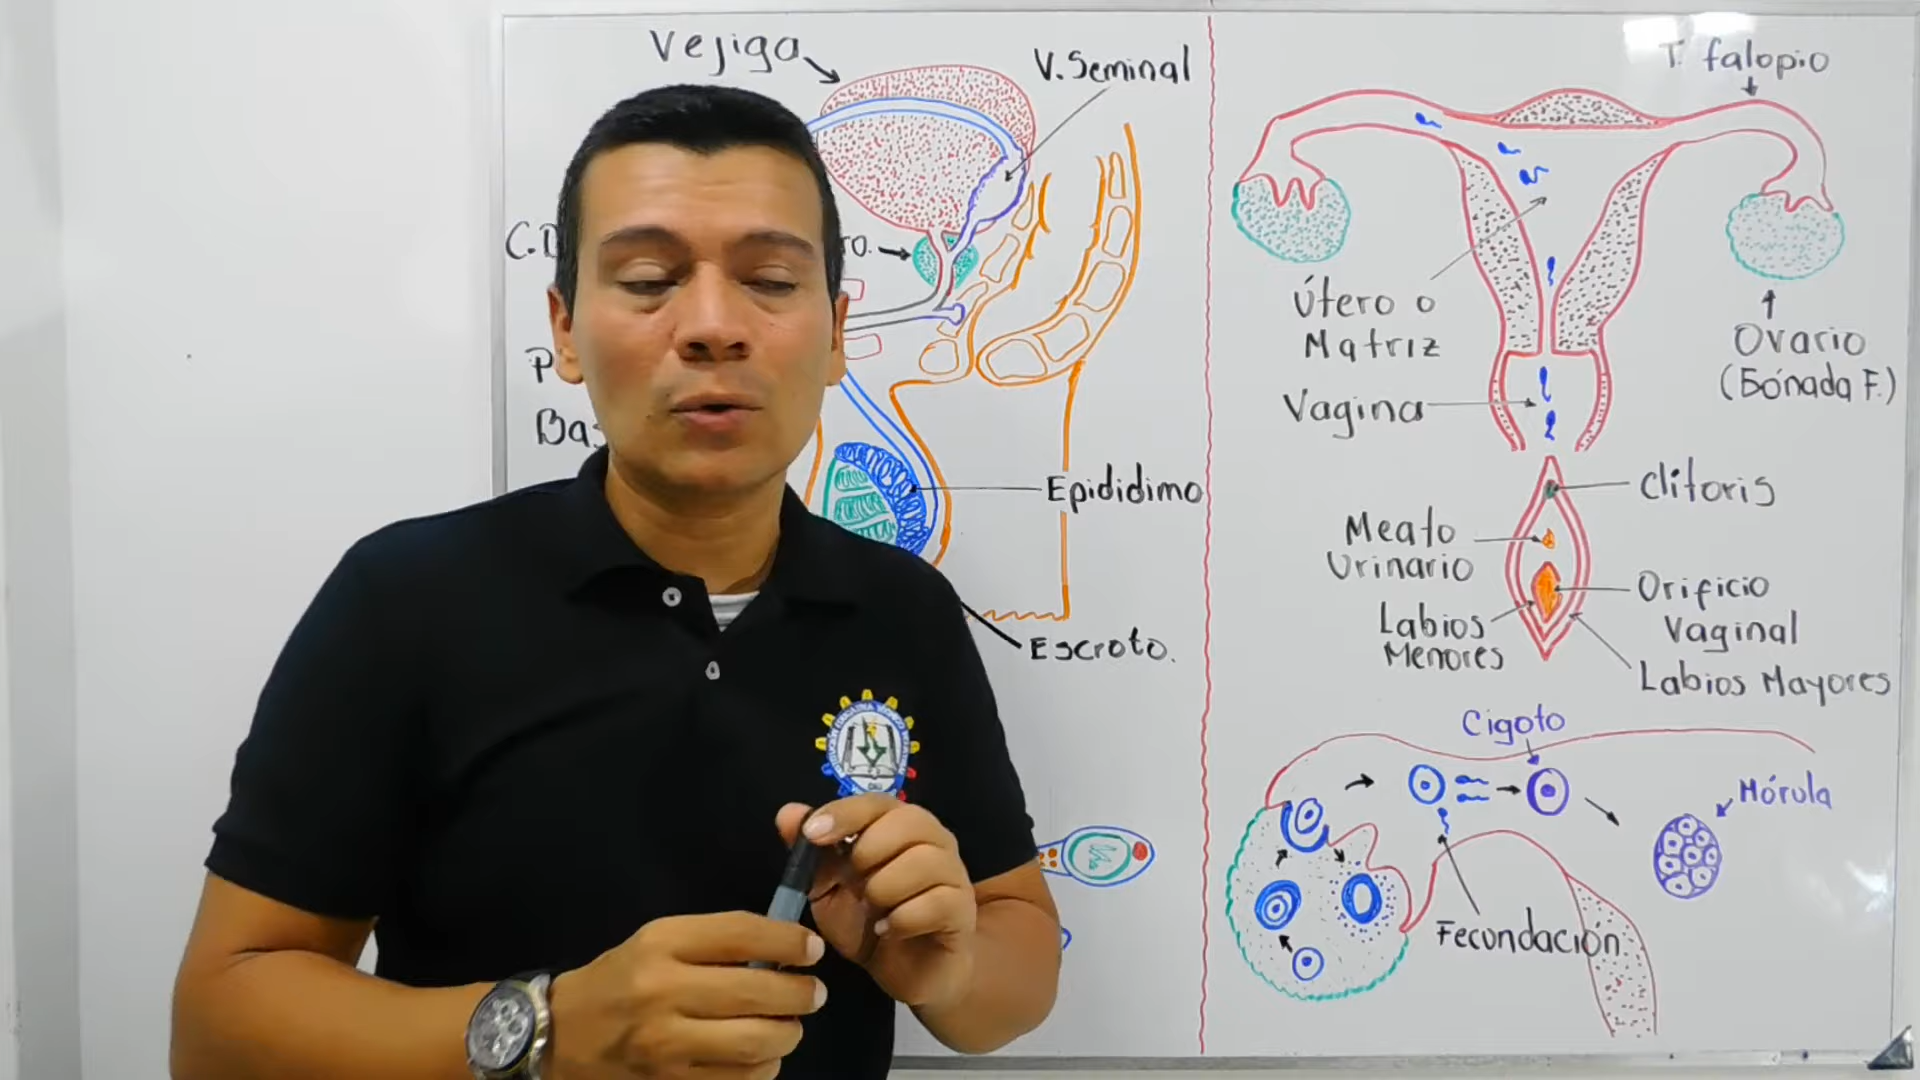 Vejiga
V. Seminal
Epididimo
Escroto.
T. falopio
Útero o
Matriz
Ovario
(Gónada F.)
Vagina
Clitoris
Meato
Urinario
Orificio
Vaginal
Labios
Menores
Labios Mayores
Cigoto
Mórula
Fecundación